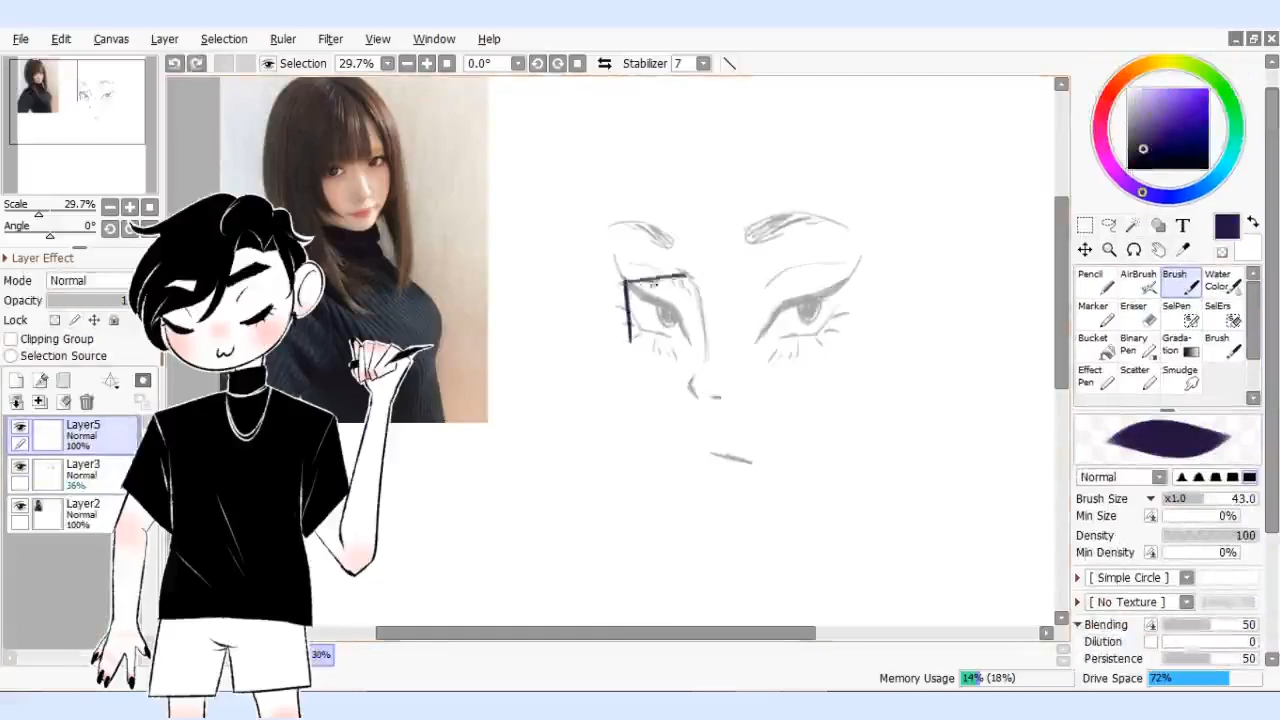 File Edit Canvas Layer Selection Ruler Filter View Window Help
Selection 29.7% 0.0° Stabilizer 7
Scale 29.7%
Angle 0°
Layer Effect
Mode Normal
Opacity
Lock
Clipping Group
Selection Source
Layer5
Normal
100%
Layer3
Normal
36%
Layer2
Normal
100%
30%
Memory Usage 14% (18%) Drive Space 72%
T
Pencil AirBrush Brush Water Color
Marker Eraser SelPen SelErs
Bucket Binary Pen Grada-tion Brush
Effect Pen Scatter Smudge
Normal
Brush Size x1.0 43.0
Min Size 0%
Density 100
Min Density 0%
[ Simple Circle ]
[ No Texture ]
Blending 50
Dilution 0
Persistence 50